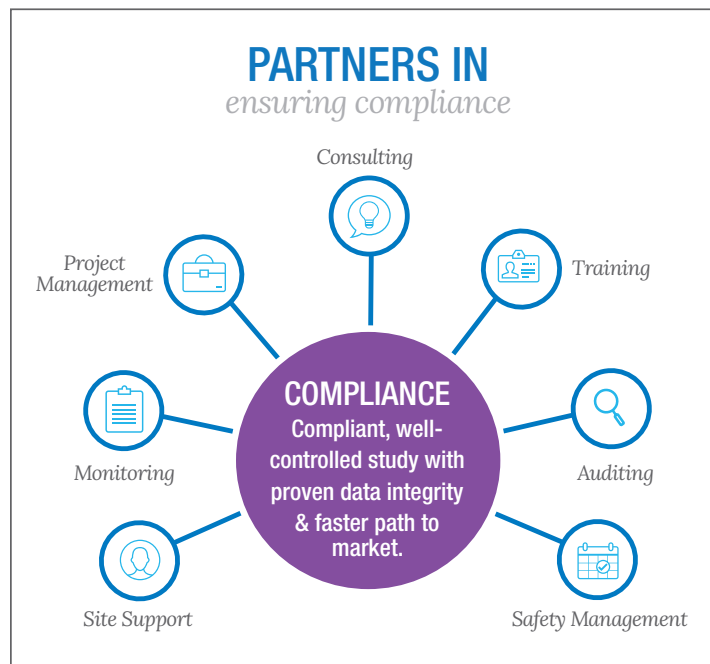 PARTNERS IN
ensuring compliance
Consulting
Project
Management
Training
COMPLIANCE
Compliant, well-
controlled study with
proven data integrity
& faster path to
market.
Monitoring
Auditing
Site Support
Safety Management